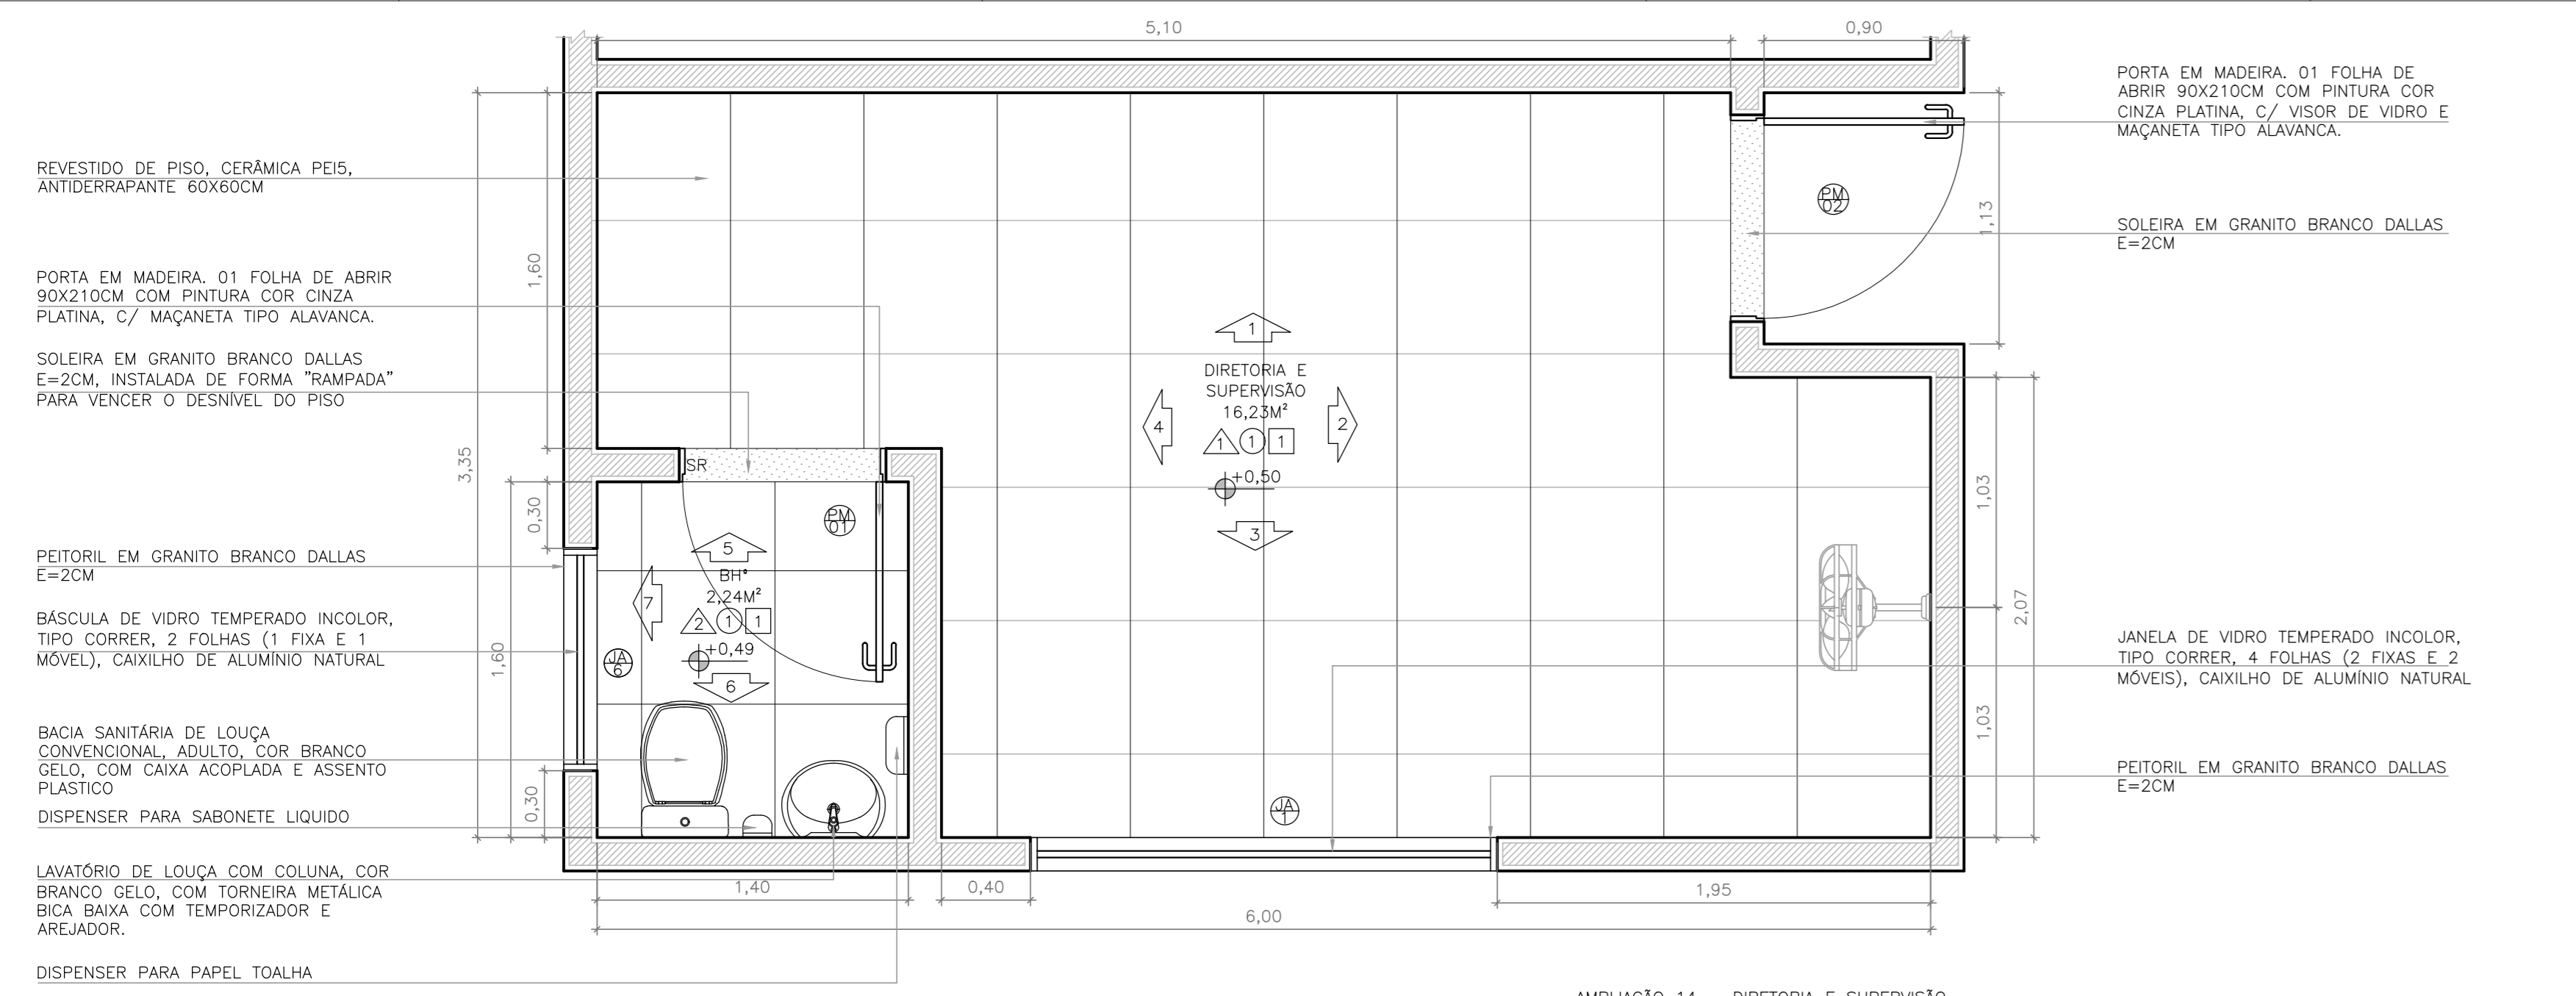 5,10
0,90
PORTA EM MADEIRA. 01 FOLHA DE
ABRIR 90X210CM COM PINTURA COR
CINZA PLATINA, C/ VISOR DE VIDRO E
MAÇANETA TIPO ALAVANCA.
REVESTIDO DE PISO, CERÂMICA PEI5,
ANTIDERRAPANTE 60X60CM
PM
02
1,13
SOLEIRA EM GRANITO BRANCO DALLAS
E=2CM
1,60
PORTA EM MADEIRA. 01 FOLHA DE ABRIR
90X210CM COM PINTURA COR CINZA
PLATINA, C/ MAÇANETA TIPO ALAVANCA.
SOLEIRA EM GRANITO BRANCO DALLAS
E=2CM, INSTALADA DE FORMA "RAMPADA"
PARA VENCER O DESNÍVEL DO PISO
1
DIRETORIA E
SUPERVISÃO
16,23M²
4
2
1 1 1
+0,50
3
3,35
SR
0,30
PM
01
1,03
5
BH°
2,24M²
7
2 1 1
+0,49
6
JA
6
PEITORIL EM GRANITO BRANCO DALLAS
E=2CM
BÁSCULA DE VIDRO TEMPERADO INCOLOR,
TIPO CORRER, 2 FOLHAS (1 FIXA E 1
MÓVEL), CAIXILHO DE ALUMÍNIO NATURAL
1,60
2,07
JANELA DE VIDRO TEMPERADO INCOLOR,
TIPO CORRER, 4 FOLHAS (2 FIXAS E 2
MÓVEIS), CAIXILHO DE ALUMÍNIO NATURAL
1,03
BACIA SANITÁRIA DE LOUÇA
CONVENCIONAL, ADULTO, COR BRANCO
GELO, COM CAIXA ACOPLADA E ASSENTO
PLASTICO
PEITORIL EM GRANITO BRANCO DALLAS
E=2CM
0,30
JA
1
DISPENSER PARA SABONETE LIQUIDO
LAVATÓRIO DE LOUÇA COM COLUNA, COR
BRANCO GELO, COM TORNEIRA METÁLICA
BICA BAIXA COM TEMPORIZADOR E
AREJADOR.
1,40
0,40
1,95
6,00
DISPENSER PARA PAPEL TOALHA
AMPLIAÇÃO 14 - DIRETORIA E SUPERVISÃO